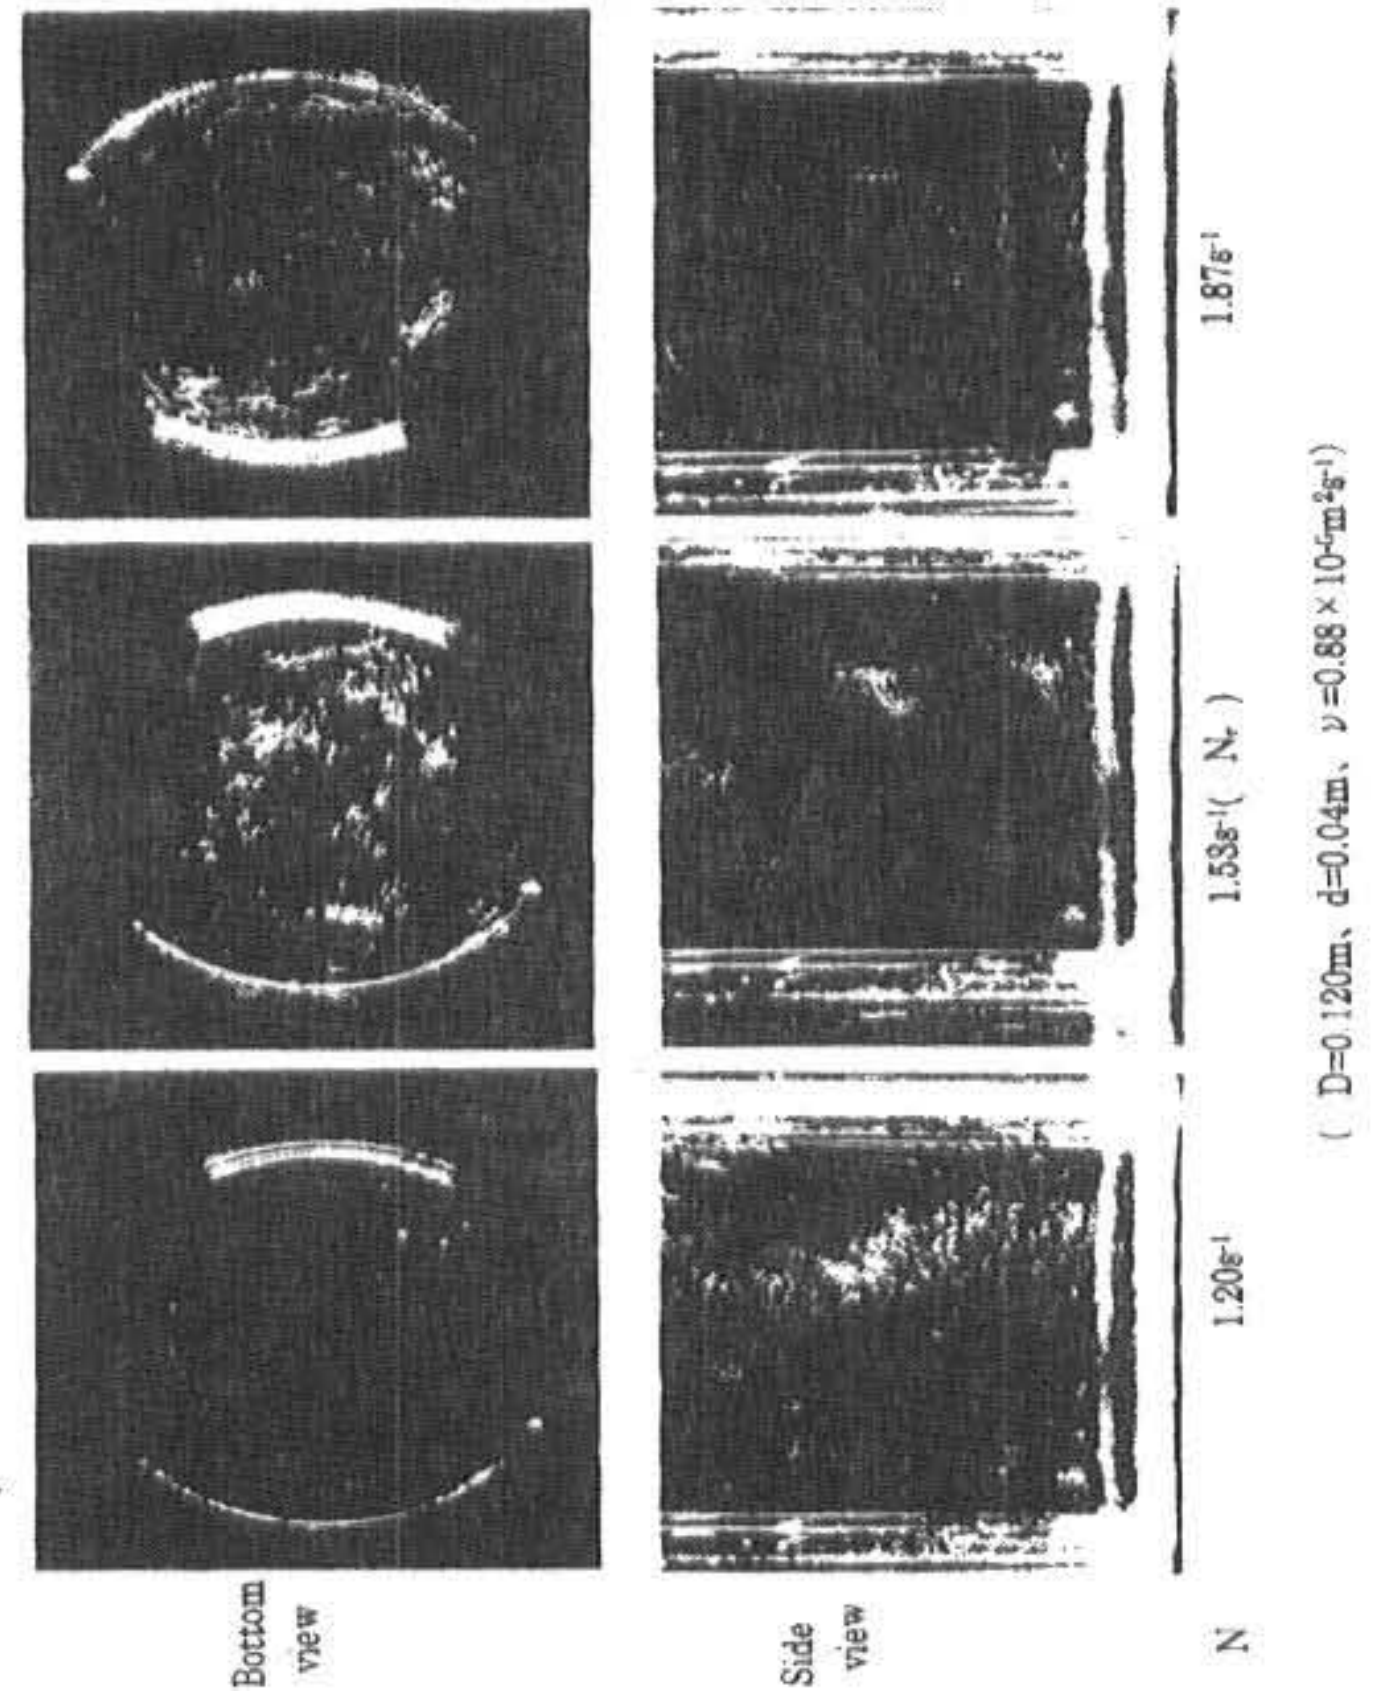 Bottom
view
Side
view
N
1.20s⁻¹
1.53s⁻¹( Nᵣ )
1.87s⁻¹
( D=0.120m、d=0.04m、ν=0.88×10⁻⁶m²s⁻¹)